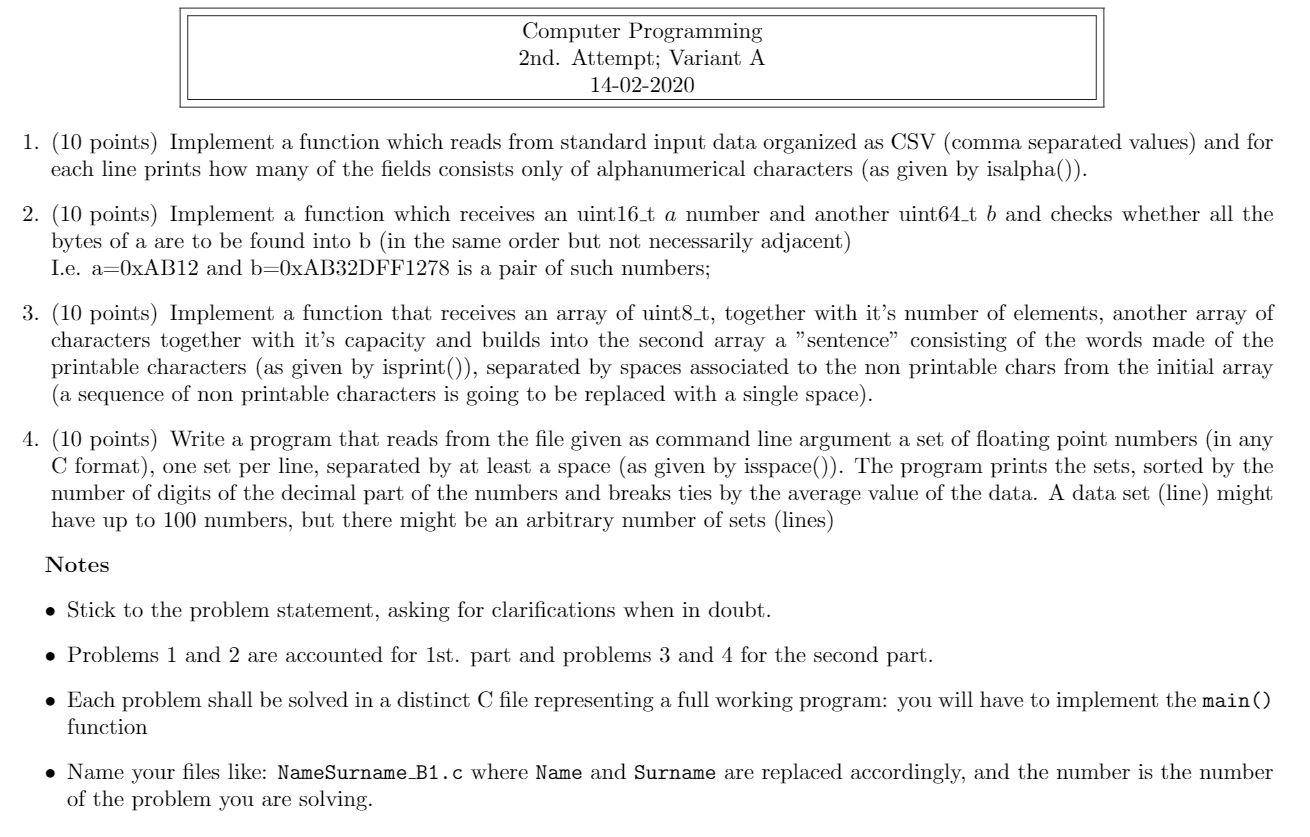 Computer Programming
2nd. Attempt; Variant A
14-02-2020
1. (10 points) Implement a function which reads from standard input data organized as CSV (comma separated values) and for
each line prints how many of the fields consists only of alphanumerical characters (as given by isalpha()).
2. (10 points) Implement a function which receives an uint16_t a number and another uint64_t b and checks whether all the
bytes of a are to be found into b (in the same order but not necessarily adjacent)
I.e. a=0xAB12 and b=0xAB32DFF1278 is a pair of such numbers;
3. (10 points) Implement a function that receives an array of uint8_t, together with it's number of elements, another array of
characters together with it's capacity and builds into the second array a "sentence" consisting of the words made of the
printable characters (as given by isprint()), separated by spaces associated to the non printable chars from the initial array
(a sequence of non printable characters is going to be replaced with a single space).
4. (10 points) Write a program that reads from the file given as command line argument a set of floating point numbers (in any
C format), one set per line, separated by at least a space (as given by isspace()). The program prints the sets, sorted by the
number of digits of the decimal part of the numbers and breaks ties by the average value of the data. A data set (line) might
have up to 100 numbers, but there might be an arbitrary number of sets (lines)
Notes
• Stick to the problem statement, asking for clarifications when in doubt.
• Problems 1 and 2 are accounted for 1st. part and problems 3 and 4 for the second part.
• Each problem shall be solved in a distinct C file representing a full working program: you will have to implement the main()
function
• Name your files like: NameSurname_B1.c where Name and Surname are replaced accordingly, and the number is the number
of the problem you are solving.